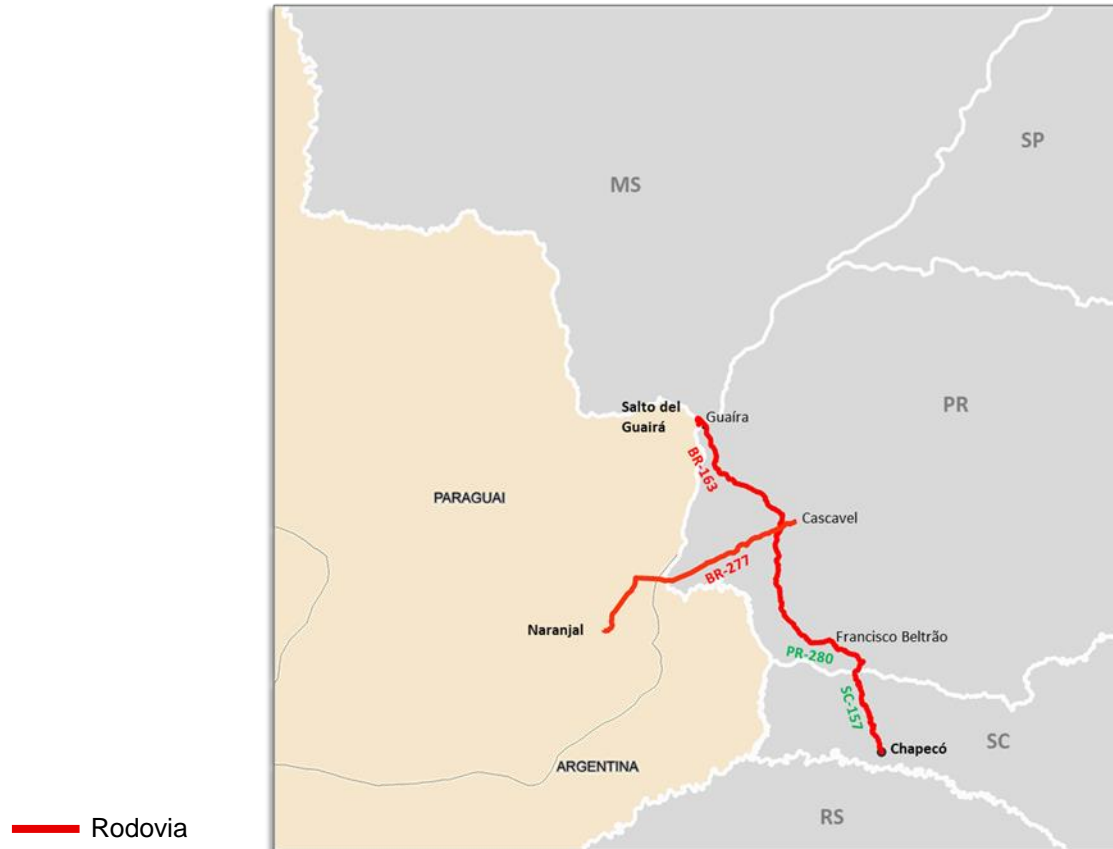 SP
MS
PR
Salto del
Guairá
Guaíra
BR-163
PARAGUAI
Cascavel
BR-277
Naranjal
Francisco Beltrão
PR-280
SC-157
SC
Chapecó
ARGENTINA
RS
Rodovia